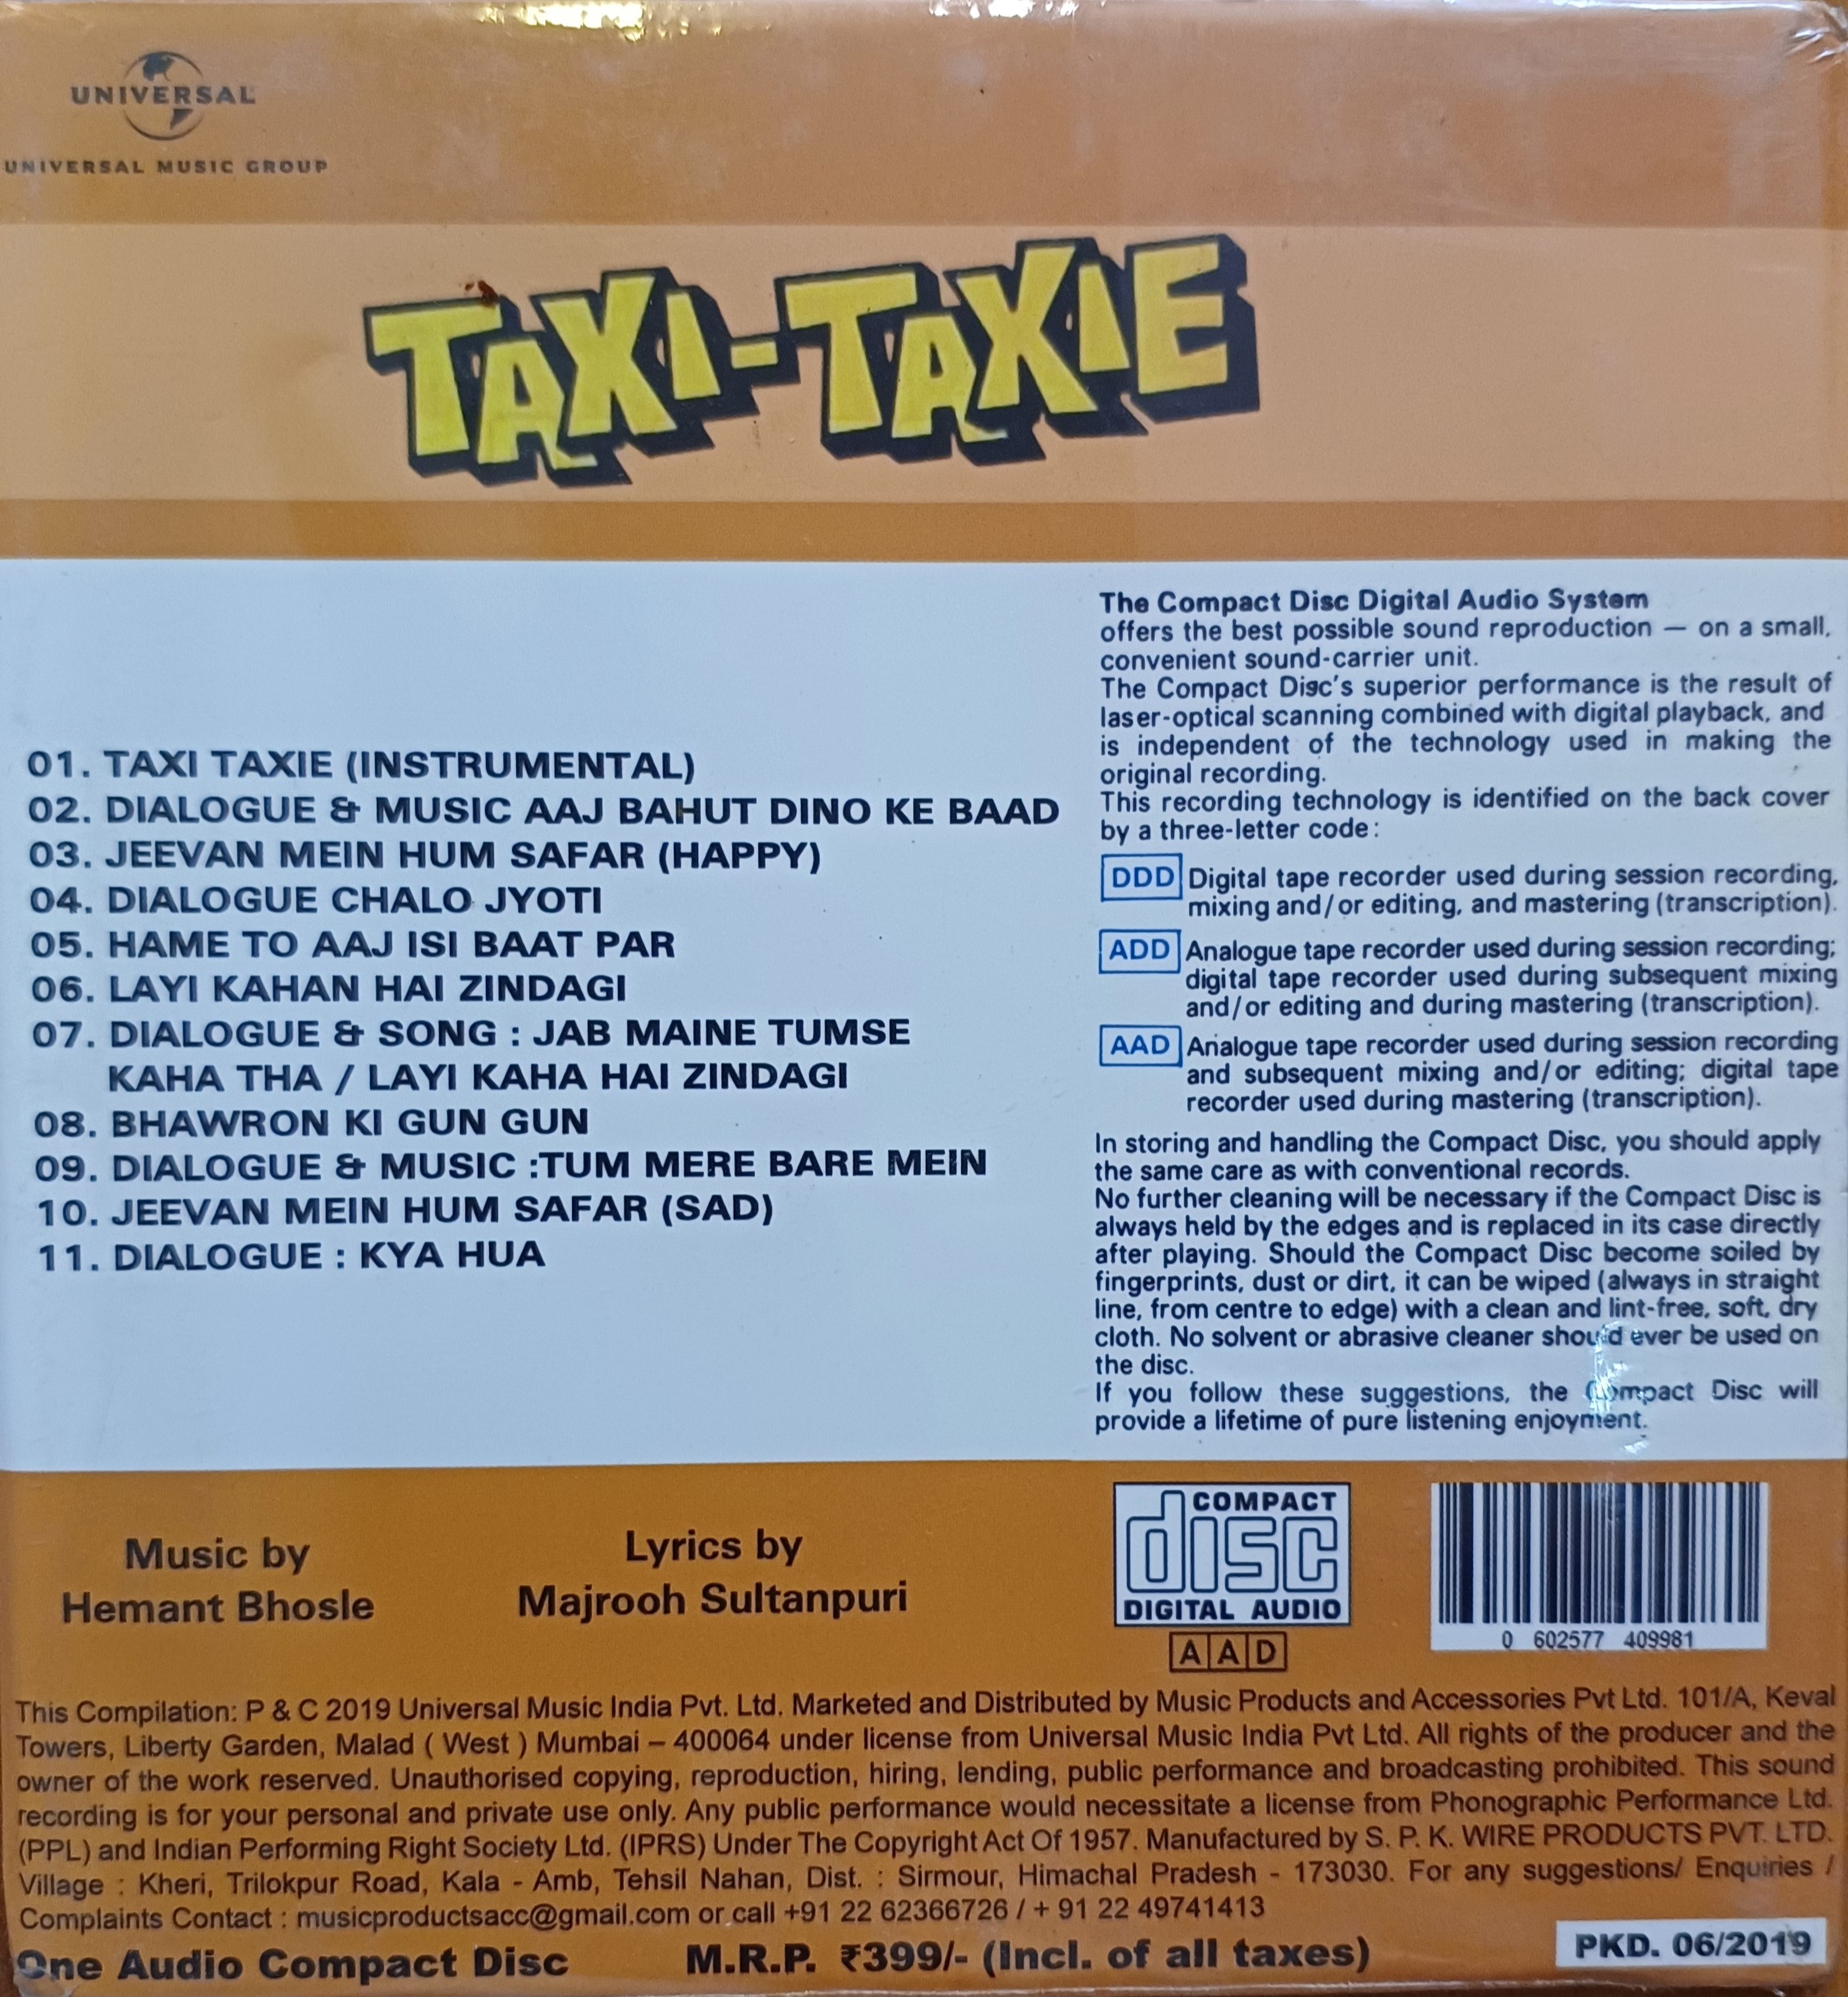 UNIVERSAL
UNIVERSAL MUSIC GROUP
TAXI-TAXIE
01. TAXI TAXIE (INSTRUMENTAL)
02. DIALOGUE & MUSIC AAJ BAHUT DINO KE BAAD
03. JEEVAN MEIN HUM SAFAR (HAPPY)
04. DIALOGUE CHALO JYOTI
05. HAME TO AAJ ISI BAAT PAR
06. LAYI KAHAN HAI ZINDAGI
07. DIALOGUE & SONG : JAB MAINE TUMSE
KAHA THA / LAYI KAHA HAI ZINDAGI
08. BHAWRON KI GUN GUN
09. DIALOGUE & MUSIC :TUM MERE BARE MEIN
10. JEEVAN MEIN HUM SAFAR (SAD)
11. DIALOGUE : KYA HUA
The Compact Disc Digital Audio System
offers the best possible sound reproduction — on a small,
convenient sound-carrier unit.
The Compact Disc's superior performance is the result of
laser-optical scanning combined with digital playback, and
is independent of the technology used in making the
original recording.
This recording technology is identified on the back cover
by a three-letter code:
DDD Digital tape recorder used during session recording,
mixing and/or editing, and mastering (transcription).
ADD Analogue tape recorder used during session recording;
digital tape recorder used during subsequent mixing
and/or editing and during mastering (transcription).
AAD Analogue tape recorder used during session recording
and subsequent mixing and/or editing; digital tape
recorder used during mastering (transcription).
In storing and handling the Compact Disc, you should apply
the same care as with conventional records.
No further cleaning will be necessary if the Compact Disc is
always held by the edges and is replaced in its case directly
after playing. Should the Compact Disc become soiled by
fingerprints, dust or dirt, it can be wiped (always in straight
line, from centre to edge) with a clean and lint-free, soft, dry
cloth. No solvent or abrasive cleaner should ever be used on
the disc.
If you follow these suggestions, the Compact Disc will
provide a lifetime of pure listening enjoyment.
Music by
Hemant Bhosle
Lyrics by
Majrooh Sultanpuri
COMPACT
disc
DIGITAL AUDIO
AAD
0 602577 409981
This Compilation: P & C 2019 Universal Music India Pvt. Ltd. Marketed and Distributed by Music Products and Accessories Pvt Ltd. 101/A, Keval
Towers, Liberty Garden, Malad ( West ) Mumbai – 400064 under license from Universal Music India Pvt Ltd. All rights of the producer and the
owner of the work reserved. Unauthorised copying, reproduction, hiring, lending, public performance and broadcasting prohibited. This sound
recording is for your personal and private use only. Any public performance would necessitate a license from Phonographic Performance Ltd.
(PPL) and Indian Performing Right Society Ltd. (IPRS) Under The Copyright Act Of 1957. Manufactured by S. P. K. WIRE PRODUCTS PVT. LTD.
Village : Kheri, Trilokpur Road, Kala - Amb, Tehsil Nahan, Dist. : Sirmour, Himachal Pradesh - 173030. For any suggestions/ Enquiries /
Complaints Contact : musicproductsacc@gmail.com or call +91 22 62366726 / + 91 22 49741413
One Audio Compact Disc
M.R.P. ₹399/- (Incl. of all taxes)
PKD. 06/2019